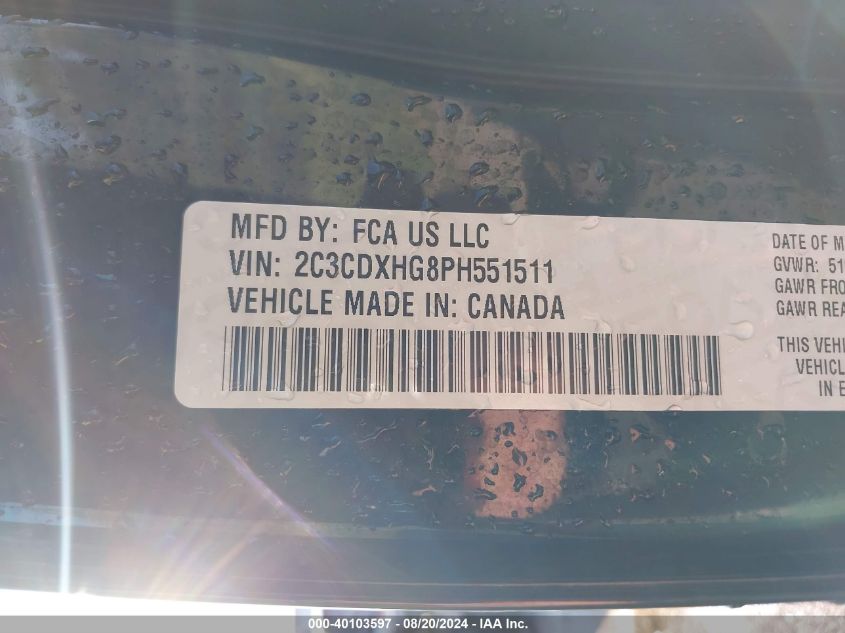 MFD BY: FCA US LLC
VIN: 2C3CDXHG8PH551511
VEHICLE MADE IN: CANADA
DATE OF M
GVWR: 51
GAWR FRO
GAWR REA
THIS VEHI
VEHICL
IN E
000-40103597 - 08/20/2024 - IAA Inc.